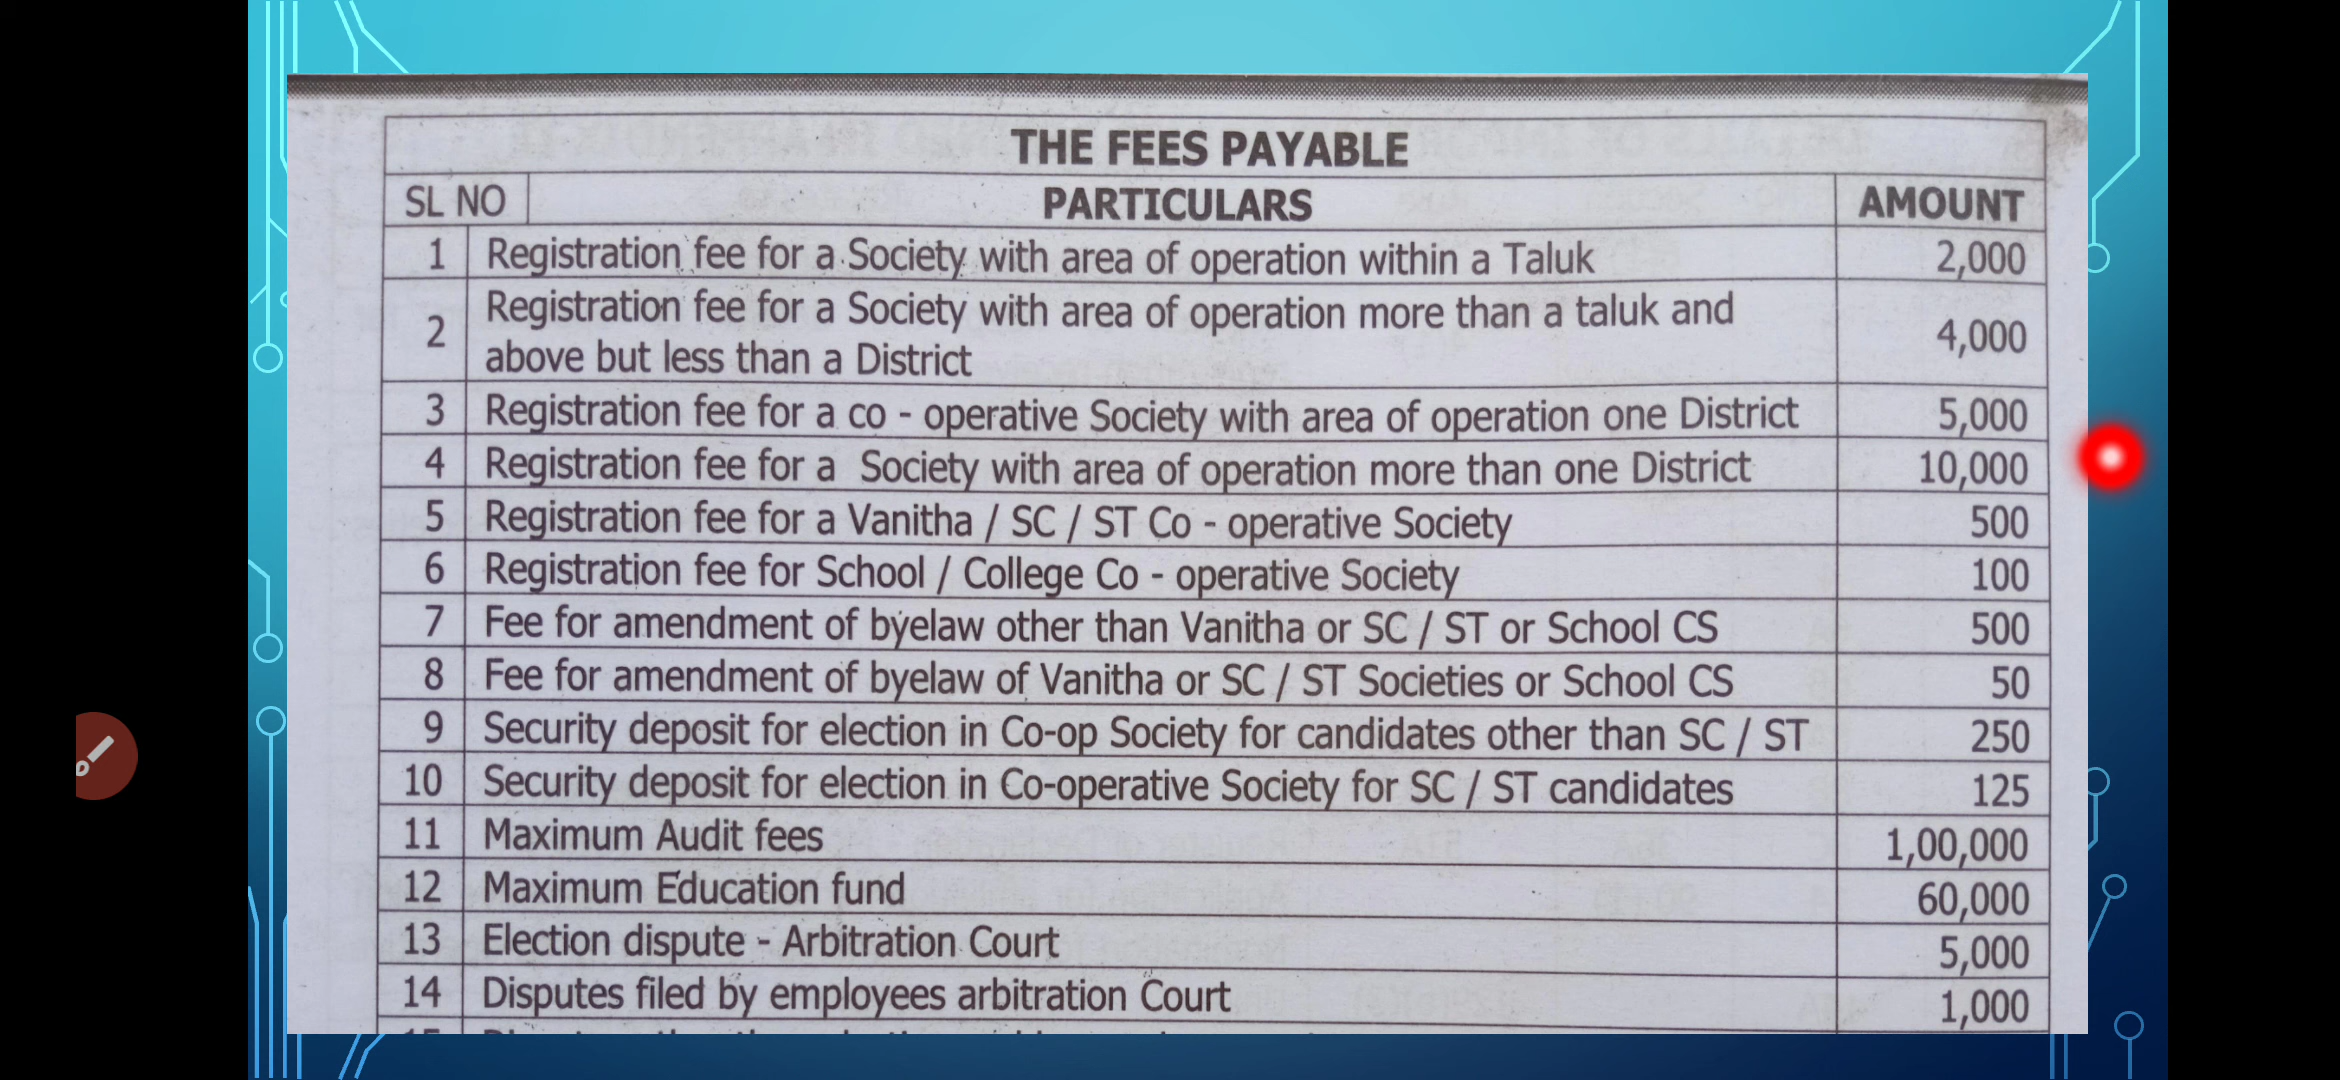 THE FEES PAYABLE
SL NO PARTICULARS AMOUNT
1 Registration fee for a Society with area of operation within a Taluk 2,000
2 Registration fee for a Society with area of operation more than a taluk and
above but less than a District 4,000
3 Registration fee for a co - operative Society with area of operation one District 5,000
4 Registration fee for a Society with area of operation more than one District 10,000
5 Registration fee for a Vanitha / SC / ST Co - operative Society 500
6 Registration fee for School / College Co - operative Society 100
7 Fee for amendment of byelaw other than Vanitha or SC / ST or School CS 500
8 Fee for amendment of byelaw of Vanitha or SC / ST Societies or School CS 50
9 Security deposit for election in Co-op Society for candidates other than SC / ST 250
10 Security deposit for election in Co-operative Society for SC / ST candidates 125
11 Maximum Audit fees 1,00,000
12 Maximum Education fund 60,000
13 Election dispute - Arbitration Court 5,000
14 Disputes filed by employees arbitration Court 1,000